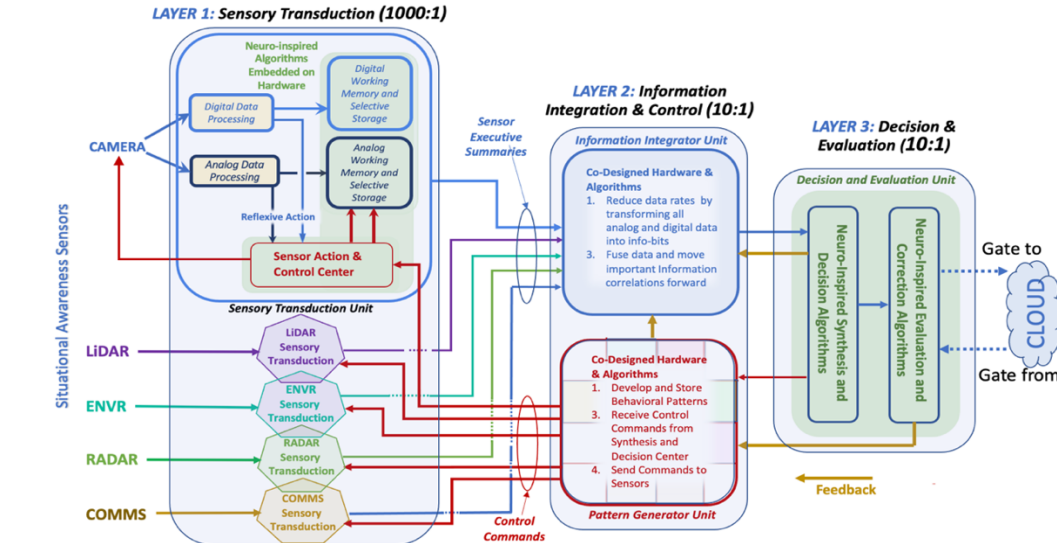 LAYER 1: Sensory Transduction (1000:1)
Neuro-inspired
Algorithms
Embedded on
Hardware
Digital
Working
Memory and
Selective
Storage
Digital Data
Processing
CAMERA
Analog Data
Processing
Analog
Working
Memory and
Selective
Storage
Reflexive Action
Sensor Action &
Control Center
Sensory Transduction Unit
Situational Awareness Sensors
LiDAR
LiDAR
Sensory
Transduction
ENVR
ENVR
Sensory
Transduction
RADAR
RADAR
Sensory
Transduction
COMMS
COMMS
Sensory
Transduction
Sensor
Executive
Summaries
Control
Commands
LAYER 2: Information
Integration & Control (10:1)
Information Integrator Unit
Co-Designed Hardware &
Algorithms
1. Reduce data rates by
transforming all
analog and digital data
into info-bits
3. Fuse data and move
important Information
correlations forward
Co-Designed Hardware
& Algorithms
1. Develop and Store
Behavioral Patterns
3. Receive Control
Commands from
Synthesis and
Decision Center
4. Send Commands to
Sensors
Pattern Generator Unit
LAYER 3: Decision &
Evaluation (10:1)
Decision and Evaluation Unit
Neuro-Inspired Synthesis and
Decision Algorithms
Neuro-Inspired Evaluation and
Correction Algorithms
Gate to
CLOUD
Gate from
Feedback